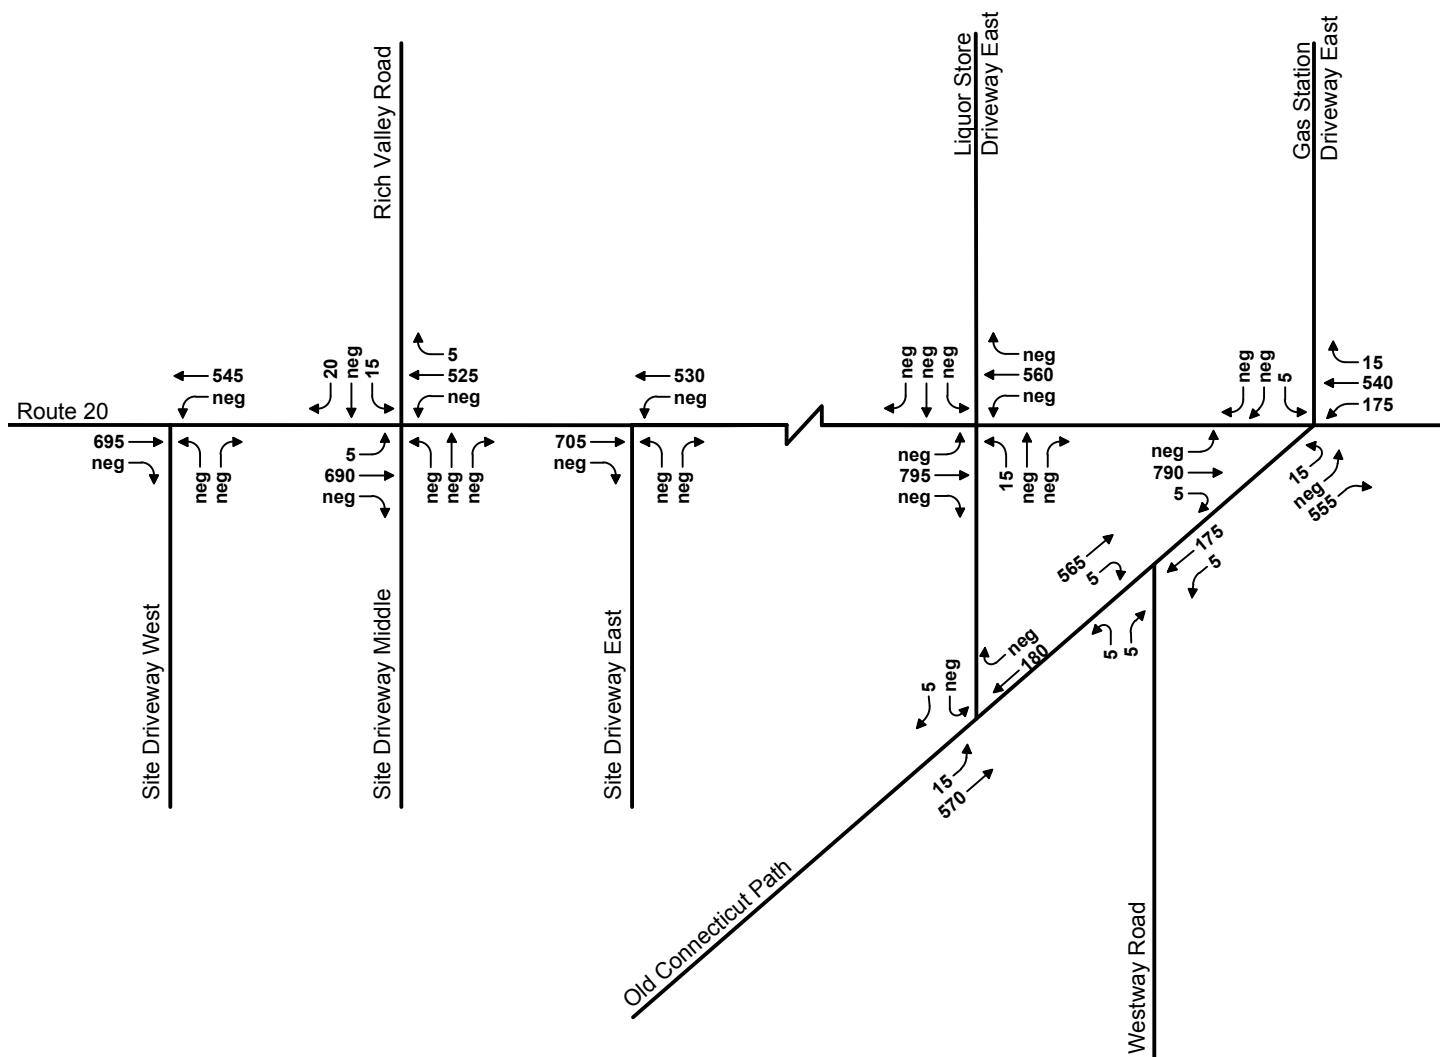 Rich Valley Road
Liquor Store
Driveway East
Gas Station
Driveway East
Route 20
545
neg
695
neg
neg
neg
20
neg
15
5
525
neg
5
690
neg
neg
neg
neg
530
neg
705
neg
neg
neg
neg
neg
neg
neg
560
neg
neg
795
neg
15
neg
neg
neg
neg
5
15
540
175
neg
790
5
15
neg
555
565
5
175
5
5
5
neg
180
5
neg
15
570
Site Driveway West
Site Driveway Middle
Site Driveway East
Old Connecticut Path
Westway Road